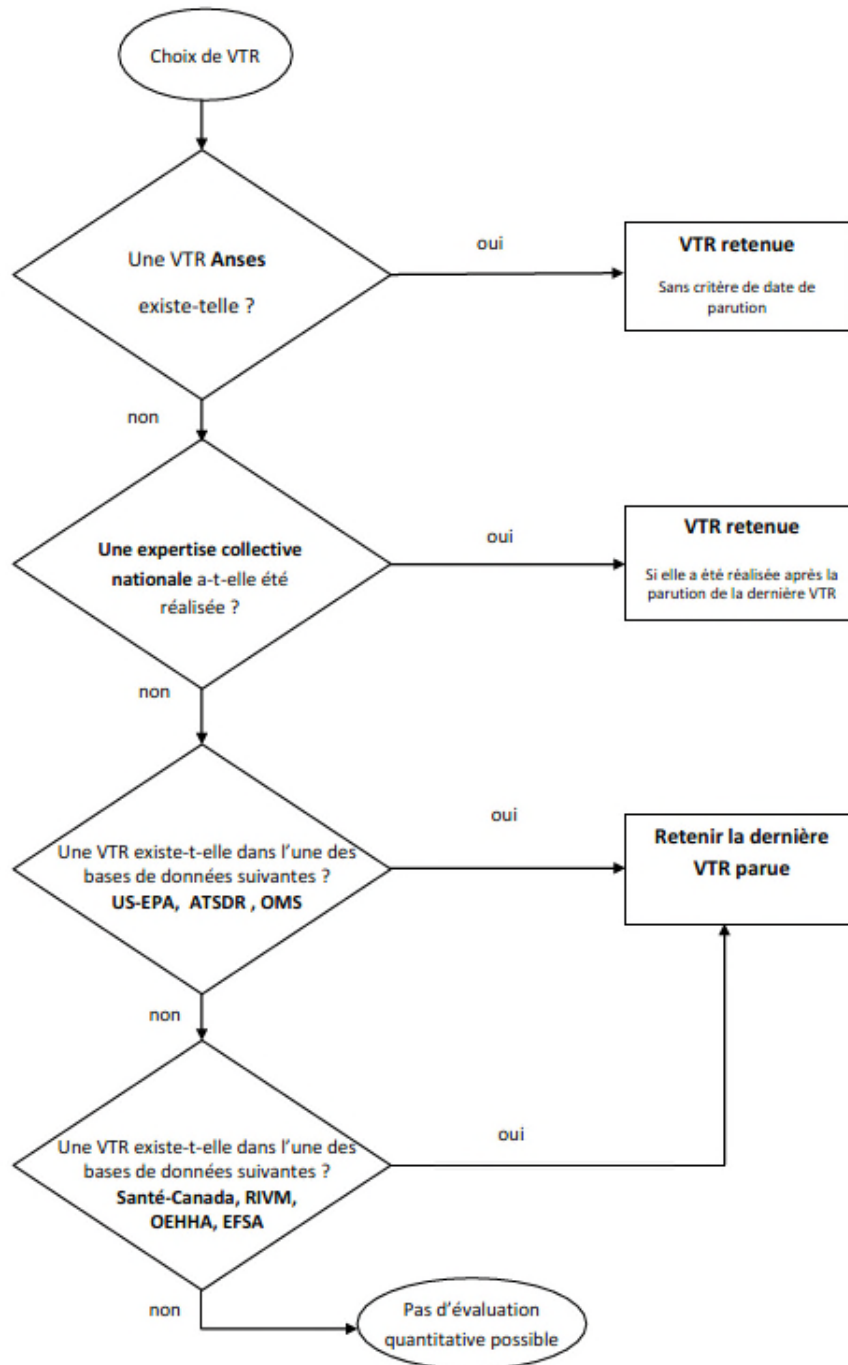 Choix de VTR
Une VTR Anses
existe-telle ?
oui
VTR retenue
Sans critère de date de
parution
non
Une expertise collective
nationale a-t-elle été
réalisée ?
oui
VTR retenue
Si elle a été réalisée après la
parution de la dernière VTR
non
Une VTR existe-t-elle dans l'une des
bases de données suivantes ?
US-EPA, ATSDR , OMS
oui
Retenir la dernière
VTR parue
non
Une VTR existe-t-elle dans l'une des
bases de données suivantes ?
Santé-Canada, RIVM,
OEHHA, EFSA
oui
non
Pas d'évaluation
quantitative possible